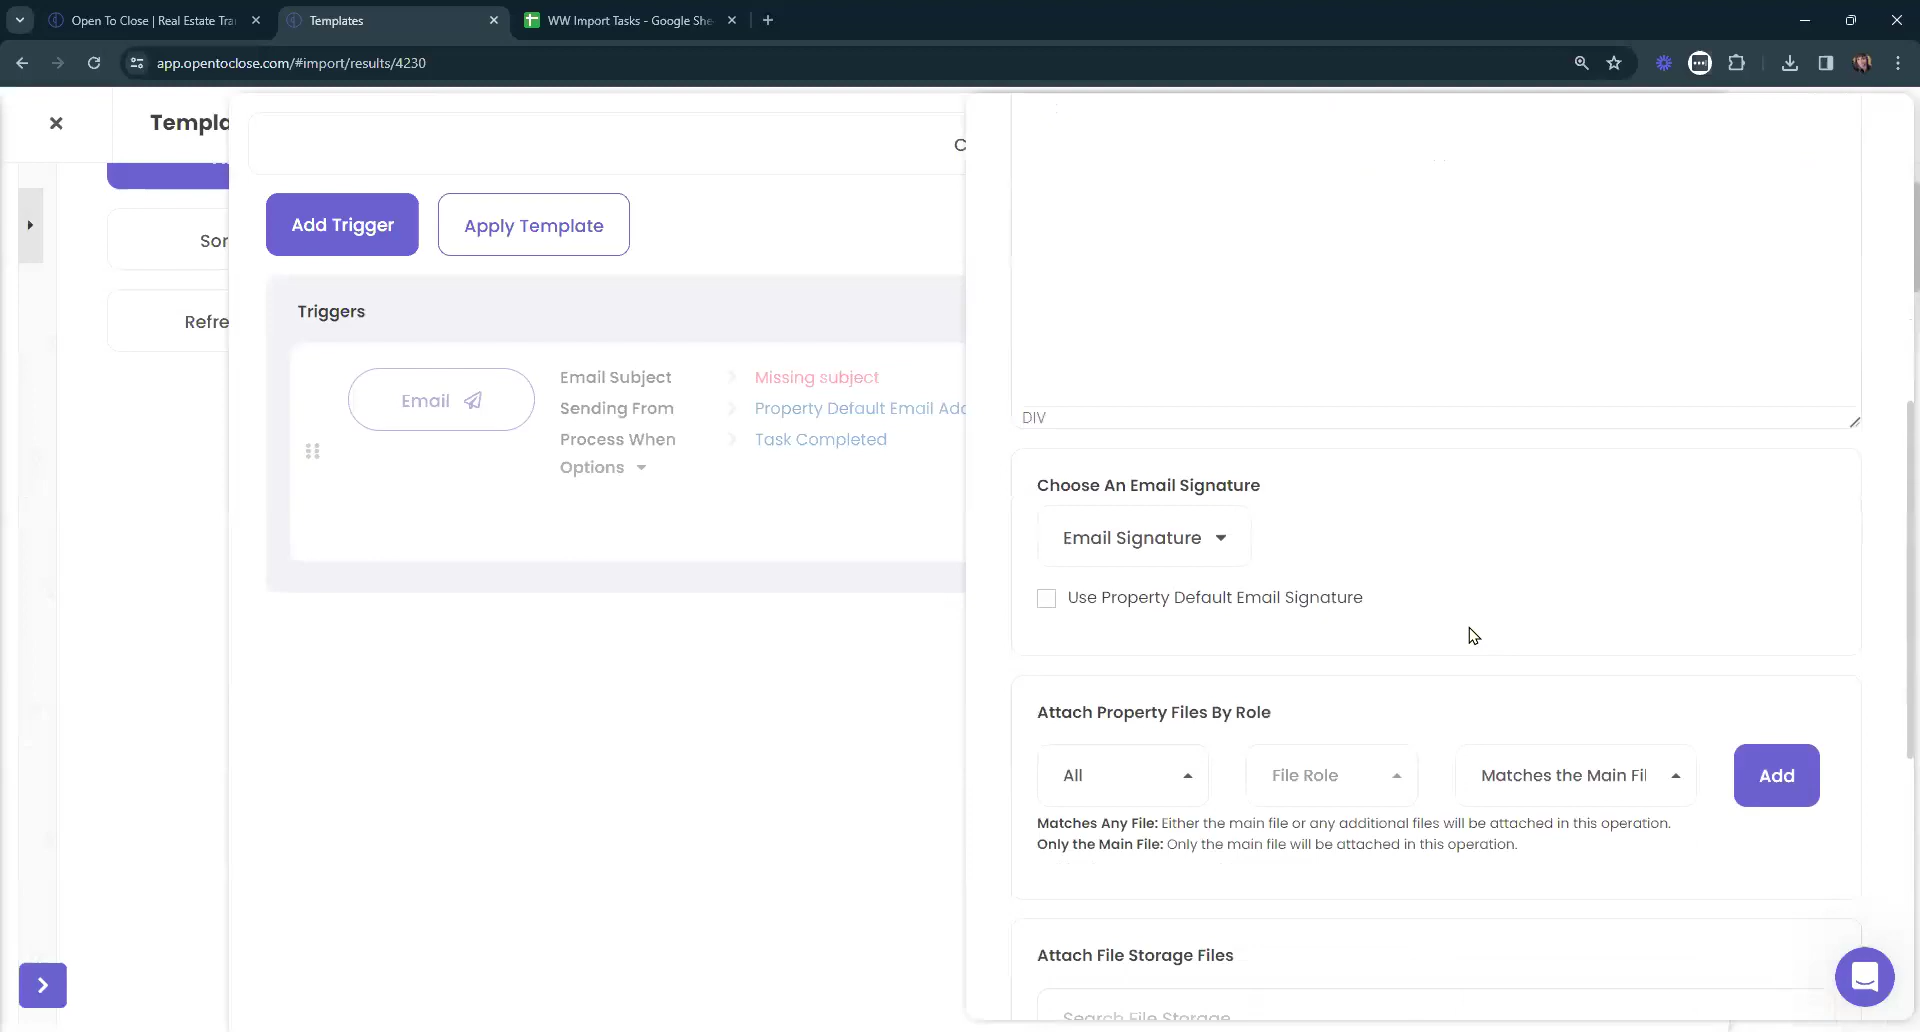 Open To Close | Real Estate Tra
Templates
WW Import Tasks - Google She
app.opentoclose.com/#import/results/4230
Templa
Sor
Refre
C
Add Trigger
Apply Template
Triggers
Email
Email Subject
Missing subject
Sending From
Property Default Email Add
Process When
Task Completed
Options
DIV
Choose An Email Signature
Email Signature
Use Property Default Email Signature
Attach Property Files By Role
All
File Role
Matches the Main Fil
Add
Matches Any File: Either the main file or any additional files will be attached in this operation.
Only the Main File: Only the main file will be attached in this operation.
Attach File Storage Files
Search File Storage